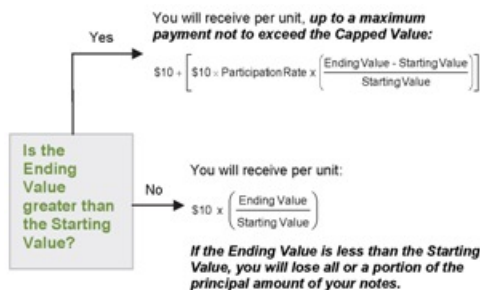 You will receive per unit, up to a maximum
payment not to exceed the Capped Value:
Yes
$10 + [ $10 × Participation Rate x ( Ending Value - Starting Value / Starting Value ) ]
Is the
Ending
Value
greater than
the Starting
Value?
No
You will receive per unit:
$10 x ( Ending Value / Starting Value )
If the Ending Value is less than the Starting
Value, you will lose all or a portion of the
principal amount of your notes.